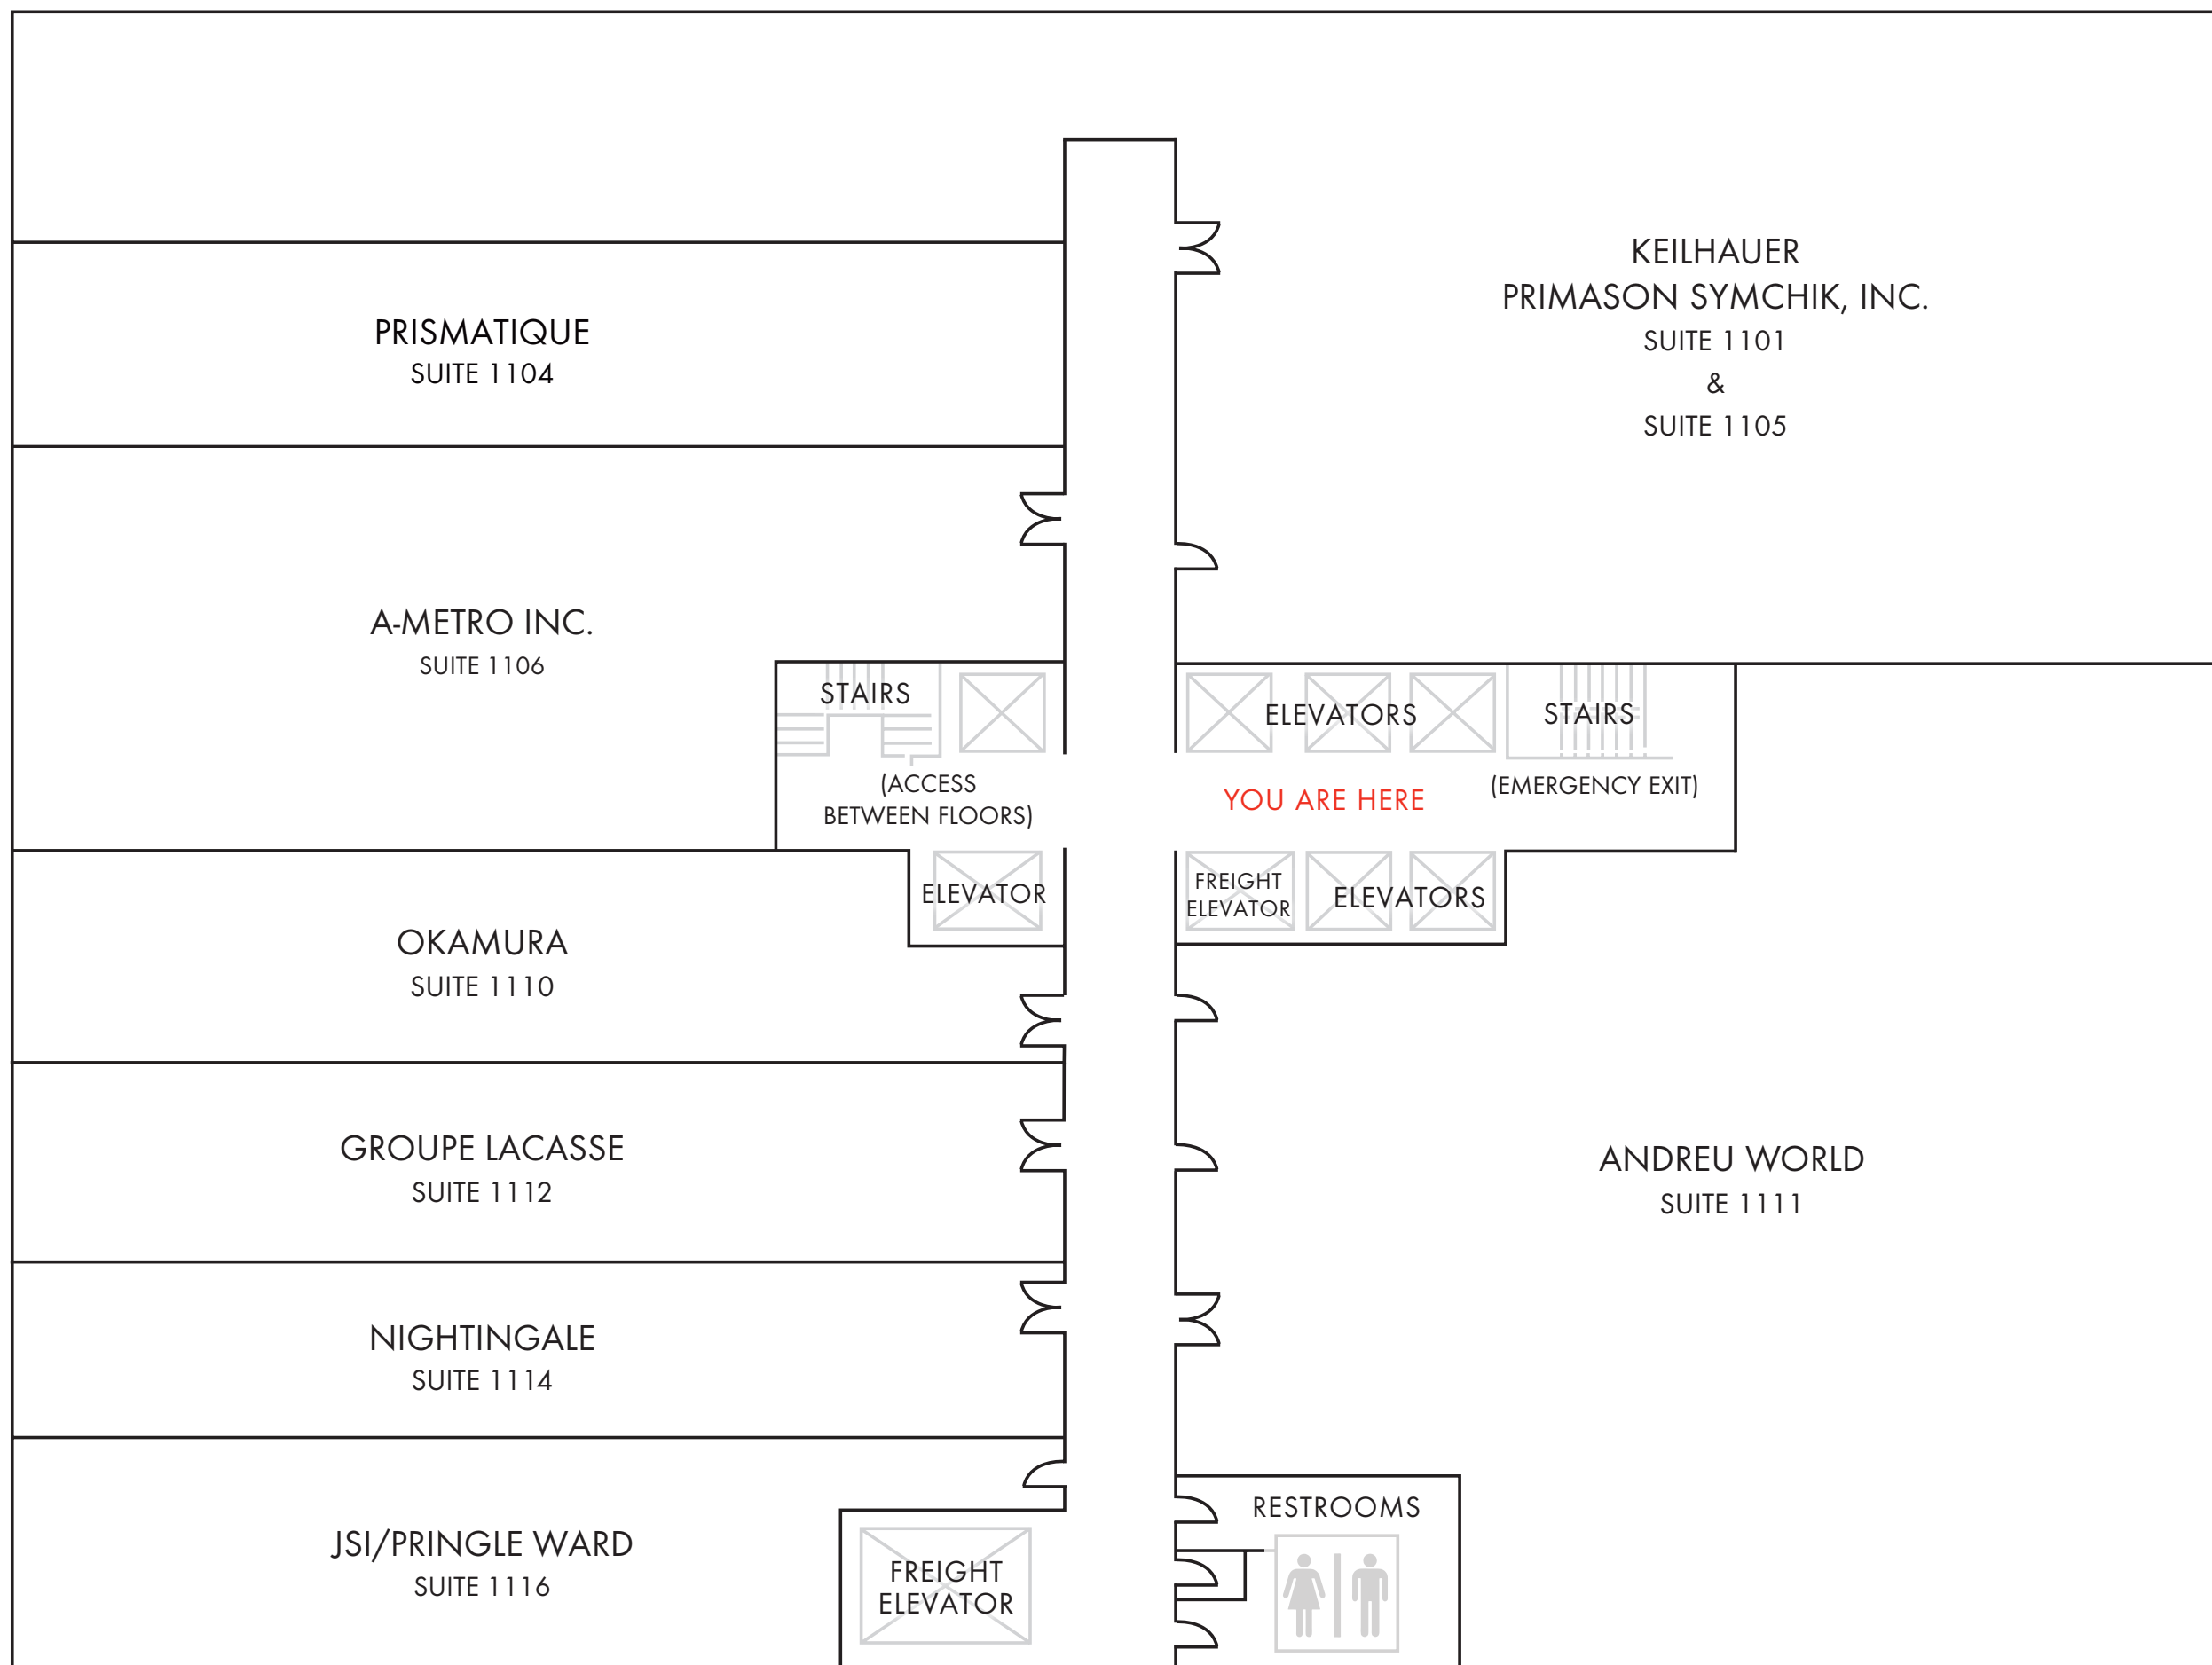 KEILHAUER
PRIMASON SYMCHIK, INC.
SUITE 1101
&
SUITE 1105
PRISMATIQUE
SUITE 1104
A-METRO INC.
SUITE 1106
STAIRS
(ACCESS
BETWEEN FLOORS)
ELEVATORS
STAIRS
YOU ARE HERE
(EMERGENCY EXIT)
ELEVATOR
FREIGHT
ELEVATOR
ELEVATORS
OKAMURA
SUITE 1110
GROUPE LACASSE
SUITE 1112
ANDREU WORLD
SUITE 1111
NIGHTINGALE
SUITE 1114
JSI/PRINGLE WARD
SUITE 1116
FREIGHT
ELEVATOR
RESTROOMS